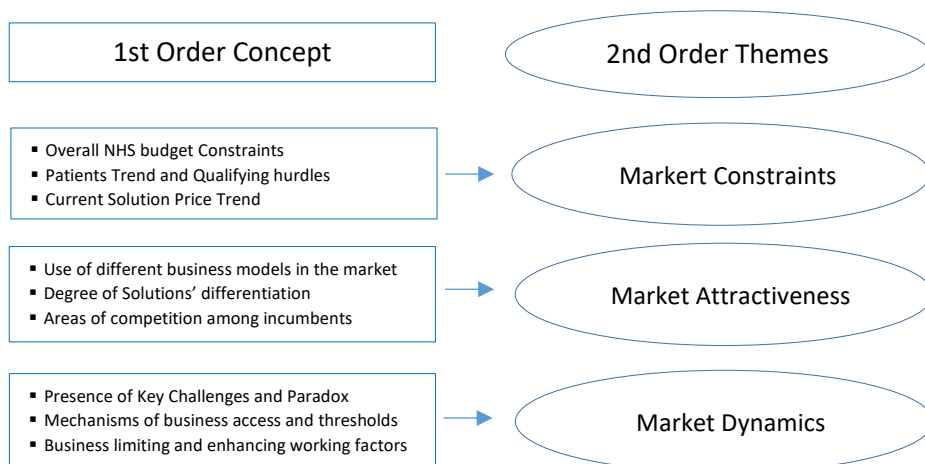 1st Order Concept
2nd Order Themes
▪ Overall NHS budget Constraints
▪ Patients Trend and Qualifying hurdles
▪ Current Solution Price Trend
Markert Constraints
▪ Use of different business models in the market
▪ Degree of Solutions’ differentiation
▪ Areas of competition among incumbents
Market Attractiveness
▪ Presence of Key Challenges and Paradox
▪ Mechanisms of business access and thresholds
▪ Business limiting and enhancing working factors
Market Dynamics